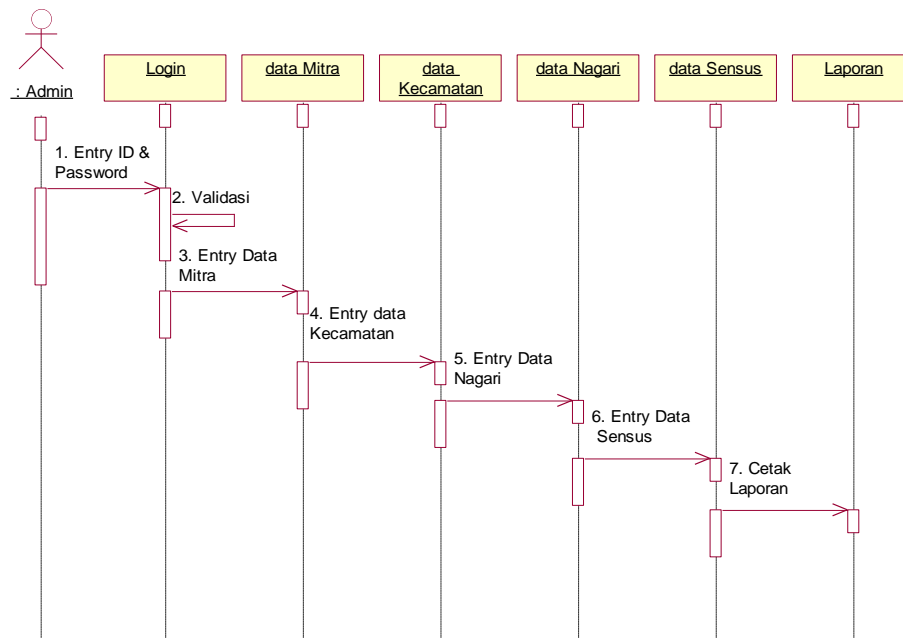 : Admin
Login
data Mitra
data
Kecamatan
data Nagari
data Sensus
Laporan
1. Entry ID &
Password
2. Validasi
3. Entry Data
Mitra
4. Entry data
Kecamatan
5. Entry Data
Nagari
6. Entry Data
Sensus
7. Cetak
Laporan